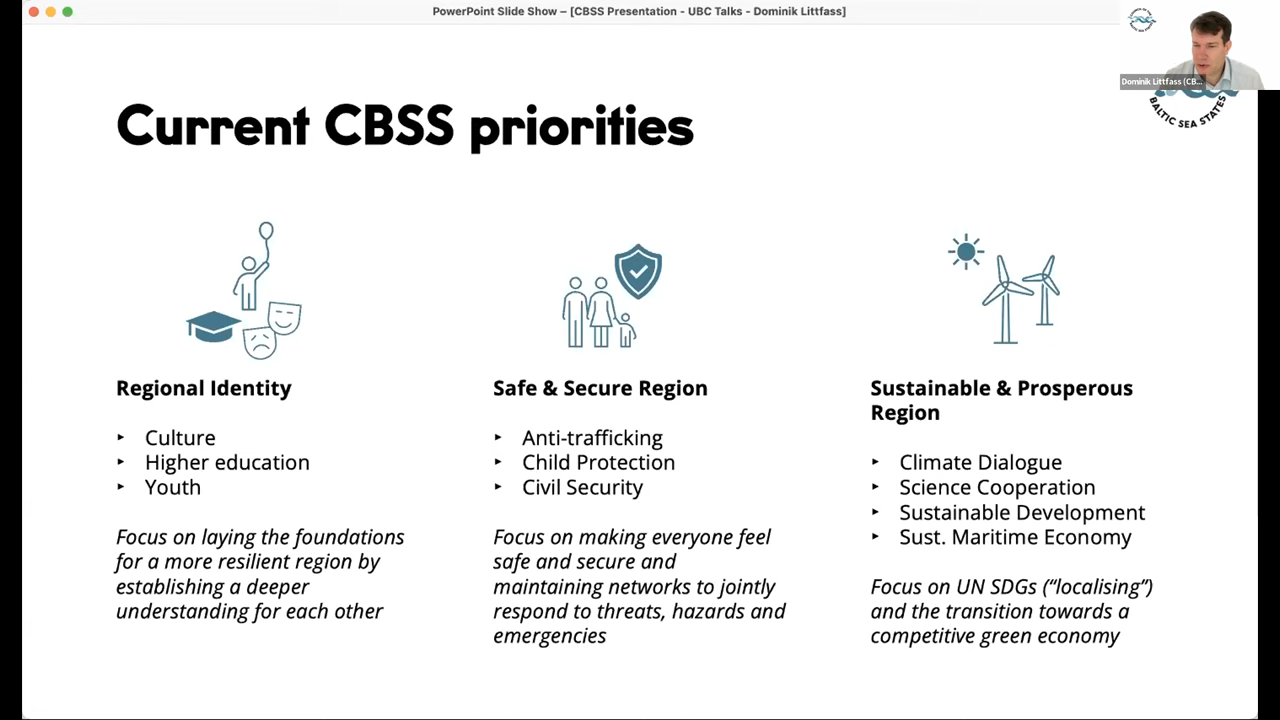 PowerPoint Slide Show – [CBSS Presentation - UBC Talks - Dominik Littfass]
Dominik Littfass (CB...
BALTIC SEA STATES
Current CBSS priorities
Regional Identity
‣ Culture
‣ Higher education
‣ Youth
Focus on laying the foundations
for a more resilient region by
establishing a deeper
understanding for each other
Safe & Secure Region
‣ Anti-trafficking
‣ Child Protection
‣ Civil Security
Focus on making everyone feel
safe and secure and
maintaining networks to jointly
respond to threats, hazards and
emergencies
Sustainable & Prosperous
Region
‣ Climate Dialogue
‣ Science Cooperation
‣ Sustainable Development
‣ Sust. Maritime Economy
Focus on UN SDGs (“localising”)
and the transition towards a
competitive green economy